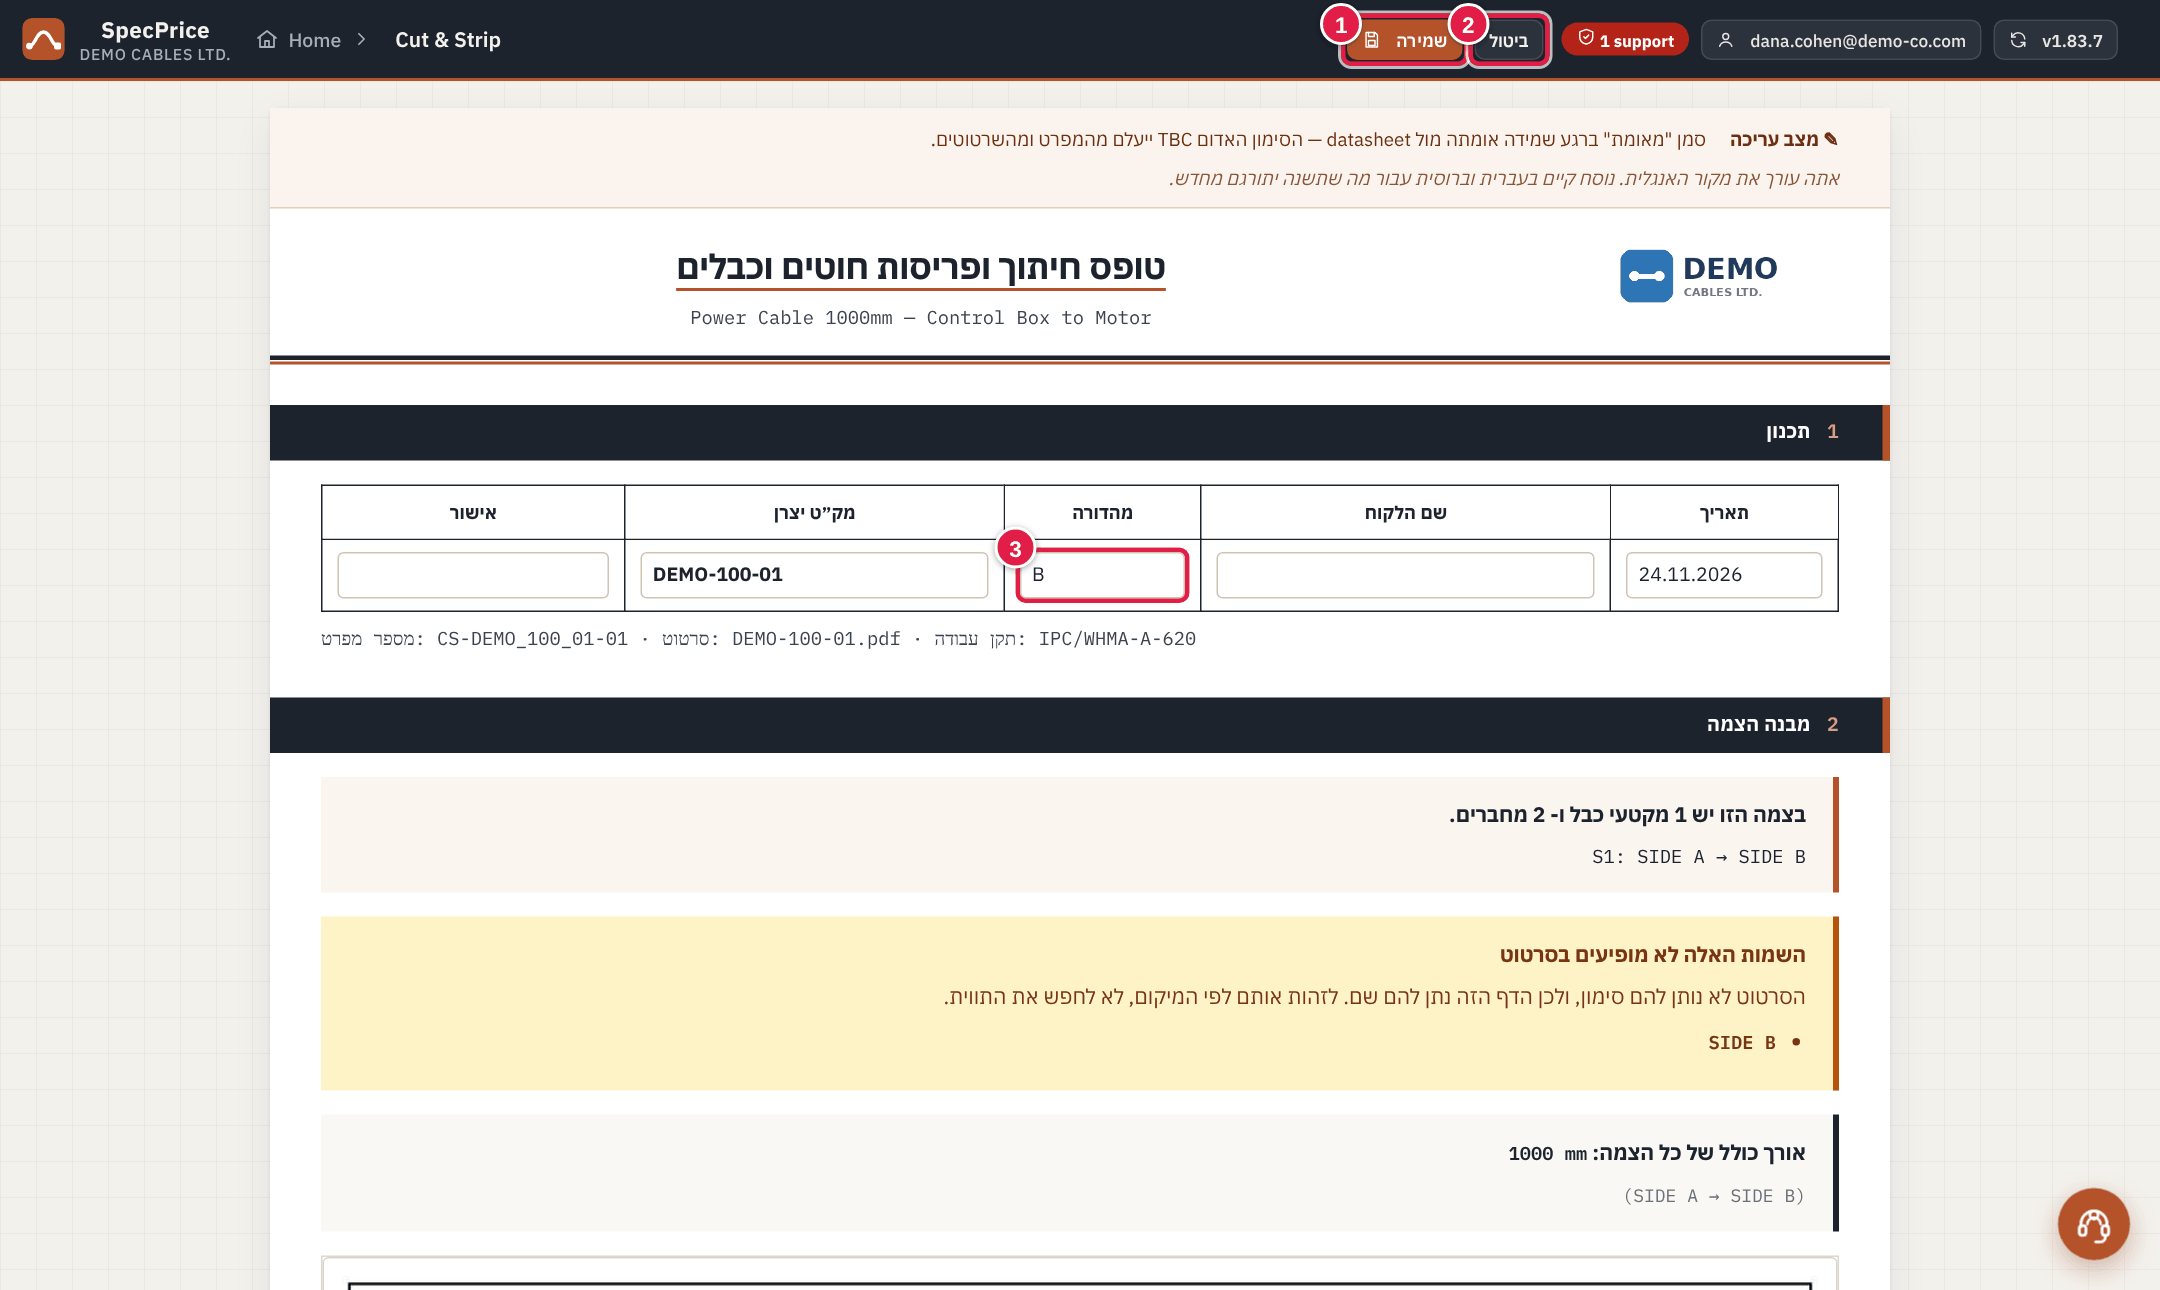 SpecPrice
DEMO CABLES LTD.
Home
Cut & Strip
1
שמירה
2
ביטול
1 support
dana.cohen@demo-co.com
v1.83.7
✎ מצב עריכה סמן "מאומת" ברגע שמידה אומתה מול datasheet — הסימון האדום TBC ייעלם מהמפרט ומהשרטוטים.
אתה עורך את מקור האנגלית. נוסח קיים בעברית וברוסית עבור מה שתשנה יתורגם מחדש.
DEMO
CABLES LTD.
טופס חיתוך ופריסות חוטים וכבלים
Power Cable 1000mm — Control Box to Motor
1 תכנון
תאריך שם הלקוח מהדורה מק״ט יצרן אישור
24.11.2026 B DEMO-100-01
3
מספר מפרט: CS-DEMO_100_01-01 · סרטוט: DEMO-100-01.pdf · תקן עבודה: IPC/WHMA-A-620
2 מבנה הצמה
בצמה הזו יש 1 מקטעי כבל ו- 2 מחברים.
S1: SIDE A → SIDE B
השמות האלה לא מופיעים בסרטוט
הסרטוט לא נותן להם סימון, ולכן הדף הזה נתן להם שם. לזהות אותם לפי המיקום, לא לחפש את התווית.
• SIDE B
אורך כולל של כל הצמה: 1000 mm
(SIDE A → SIDE B)